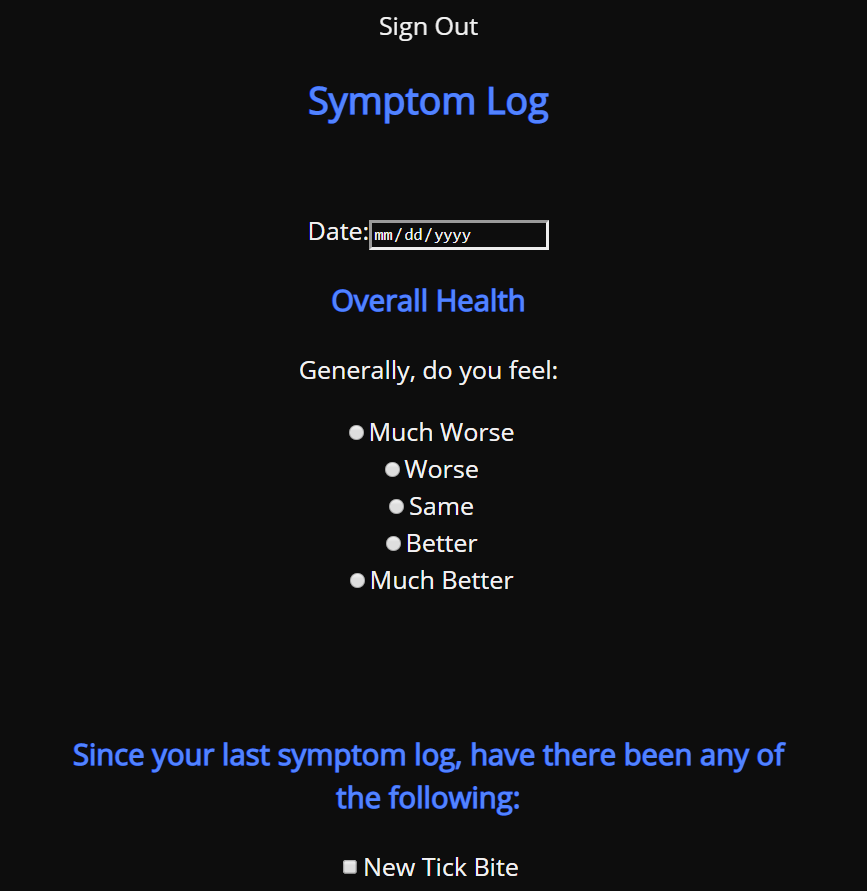 Sign Out
Symptom Log
Date: mm/dd/yyyy
Overall Health
Generally, do you feel:
Much Worse
Worse
Same
Better
Much Better
Since your last symptom log, have there been any of
the following:
New Tick Bite